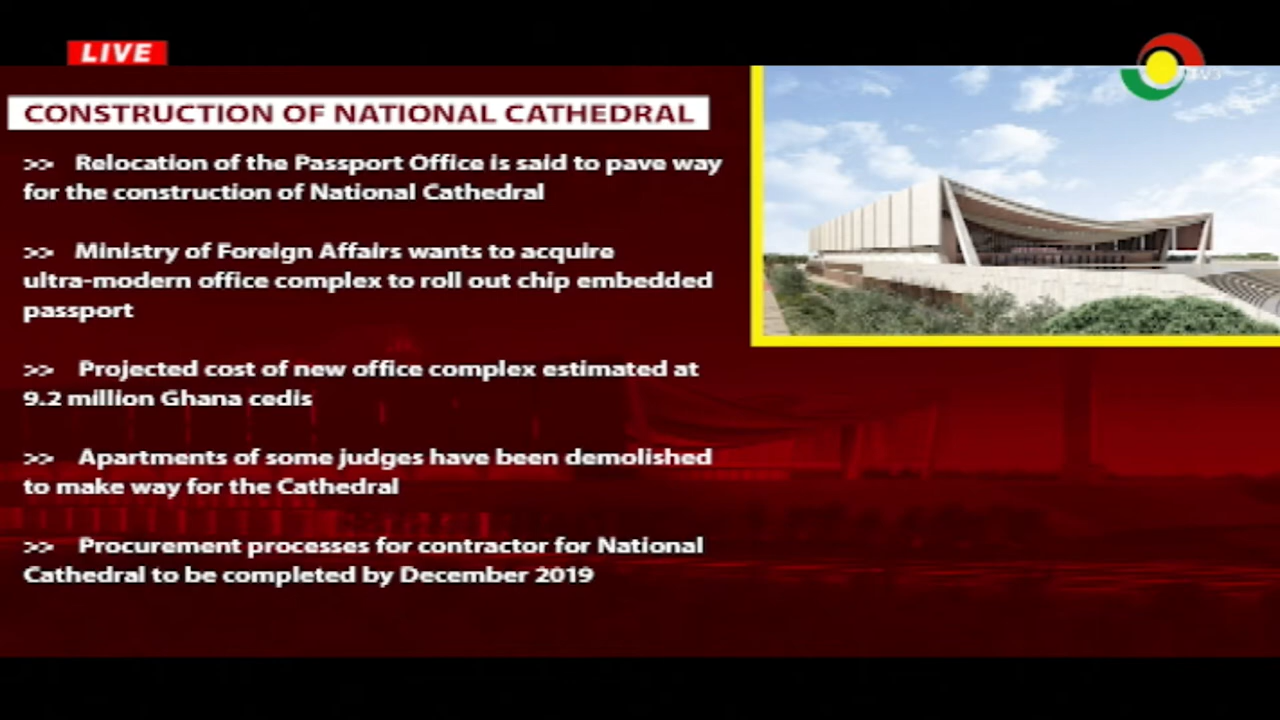 LIVE
CONSTRUCTION OF NATIONAL CATHEDRAL
>> Relocation of the Passport Office is said to pave way
for the construction of National Cathedral
>> Ministry of Foreign Affairs wants to acquire
ultra-modern office complex to roll out chip embedded
passport
>> Projected cost of new office complex estimated at
9.2 million Ghana cedis
>> Apartments of some judges have been demolished
to make way for the Cathedral
>> Procurement processes for contractor for National
Cathedral to be completed by December 2019